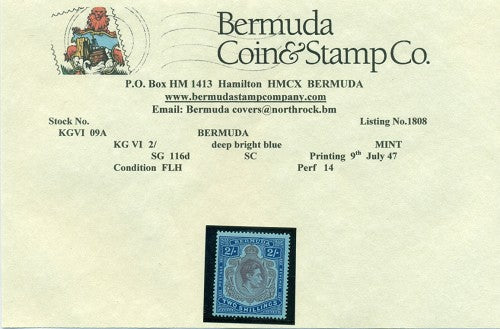 Bermuda
Coin&Stamp Co.
P.O. Box HM 1413 Hamilton HMCX BERMUDA
www.bermudastampcompany.com
Email: Bermuda covers@northrock.bm
Stock No. Listing No.1808
KGVI 09A BERMUDA
KG VI 2/ deep bright blue MINT
SG 116d SC Printing 9th July 47
Condition FLH Perf 14
BERMUDA
2/- 2/-
TWO SHILLINGS